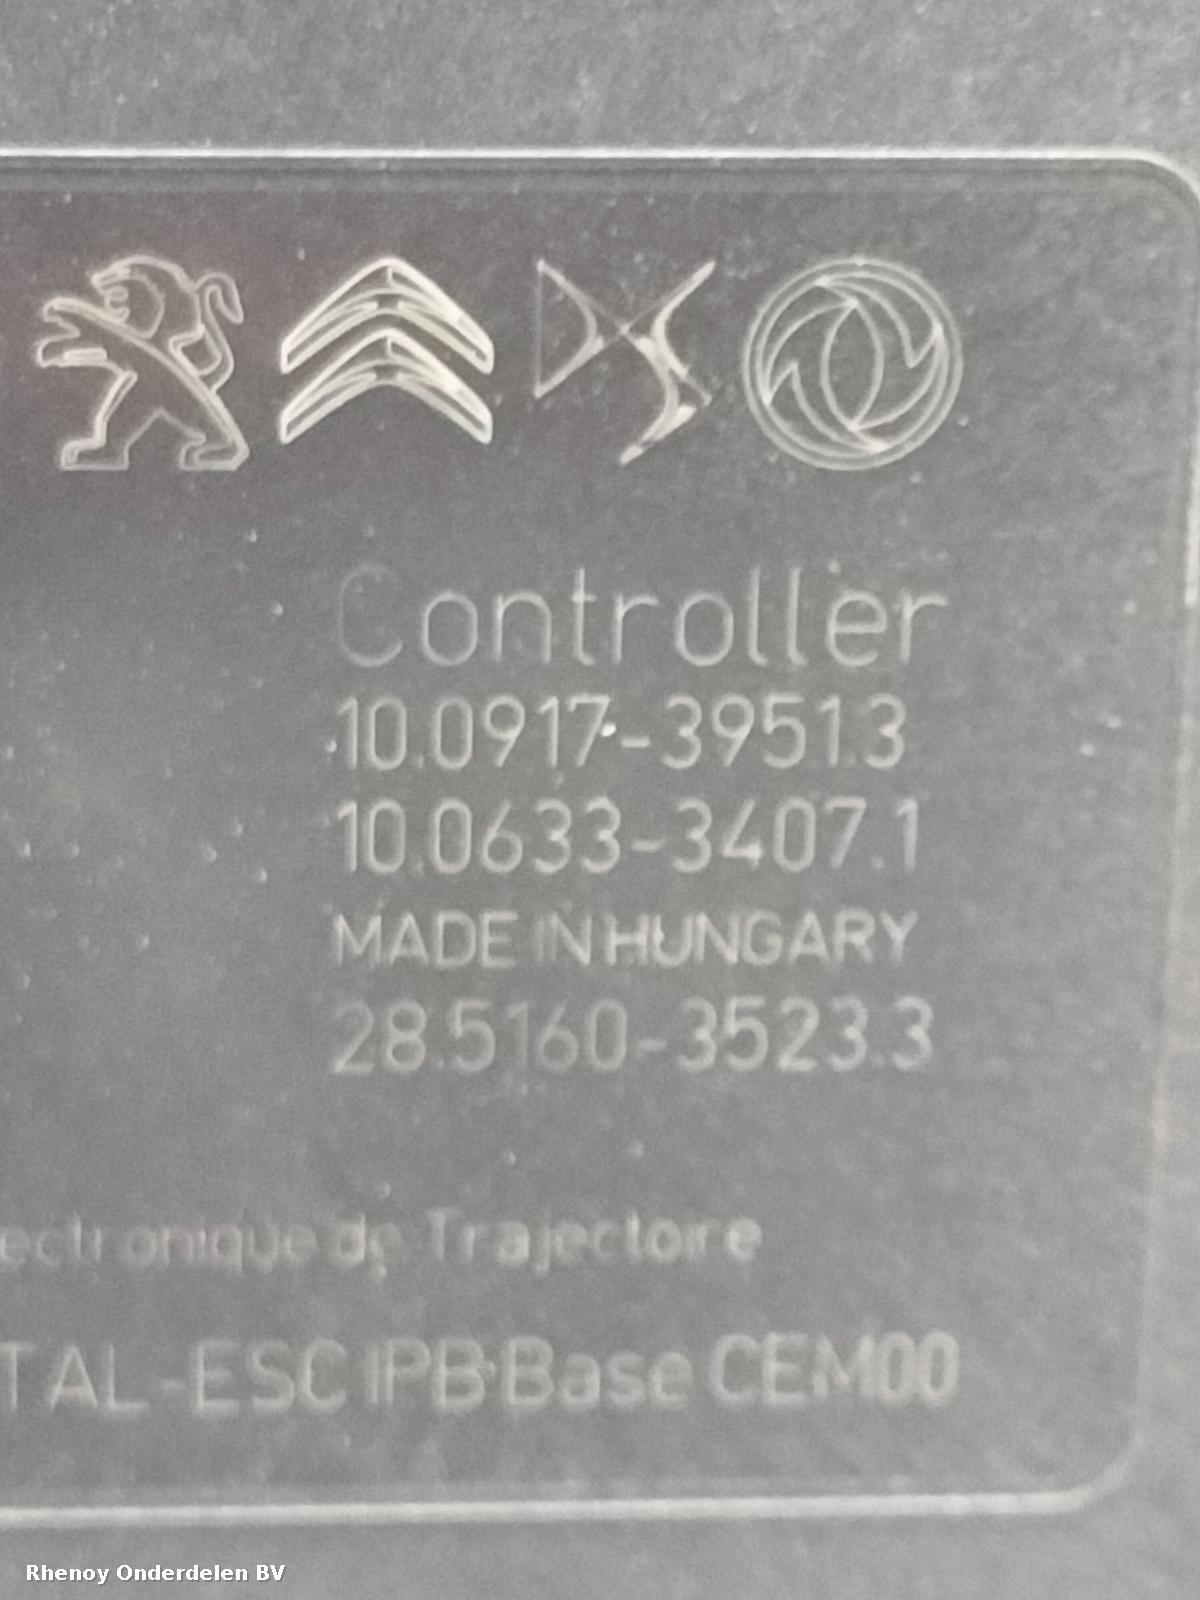 DS
Controller
10.0917-3951.3
10.0633-3407.1
MADE IN HUNGARY
28.5160-3523.3
ectronique de Trajectoire
TAL-ESC IPB Base CEM00
Rhenoy Onderdelen BV